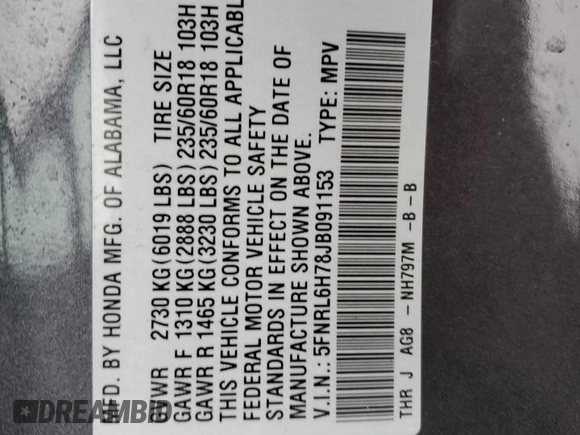 MFD. BY HONDA MFG. OF ALABAMA, LLC
GVWR 2730 KG(6019 LBS) TIRE SIZE
GAWR F 1310 KG(2888 LBS)235/60R18 103H
GAWR R 1465 KG(3230 LBS)235/60R18 103H
THIS VEHICLE CONFORMS TO ALL APPLICABL
FEDERAL MOTOR VEHICLE SAFETY
STANDARDS IN EFFECT ON THE DATE OF
MANUFACTURE SHOWN ABOVE.
V.I.N.: 5FNRL6H78JB091153 TYPE: MPV
THR J AG8 -NH797M -B -B
DREAMBID